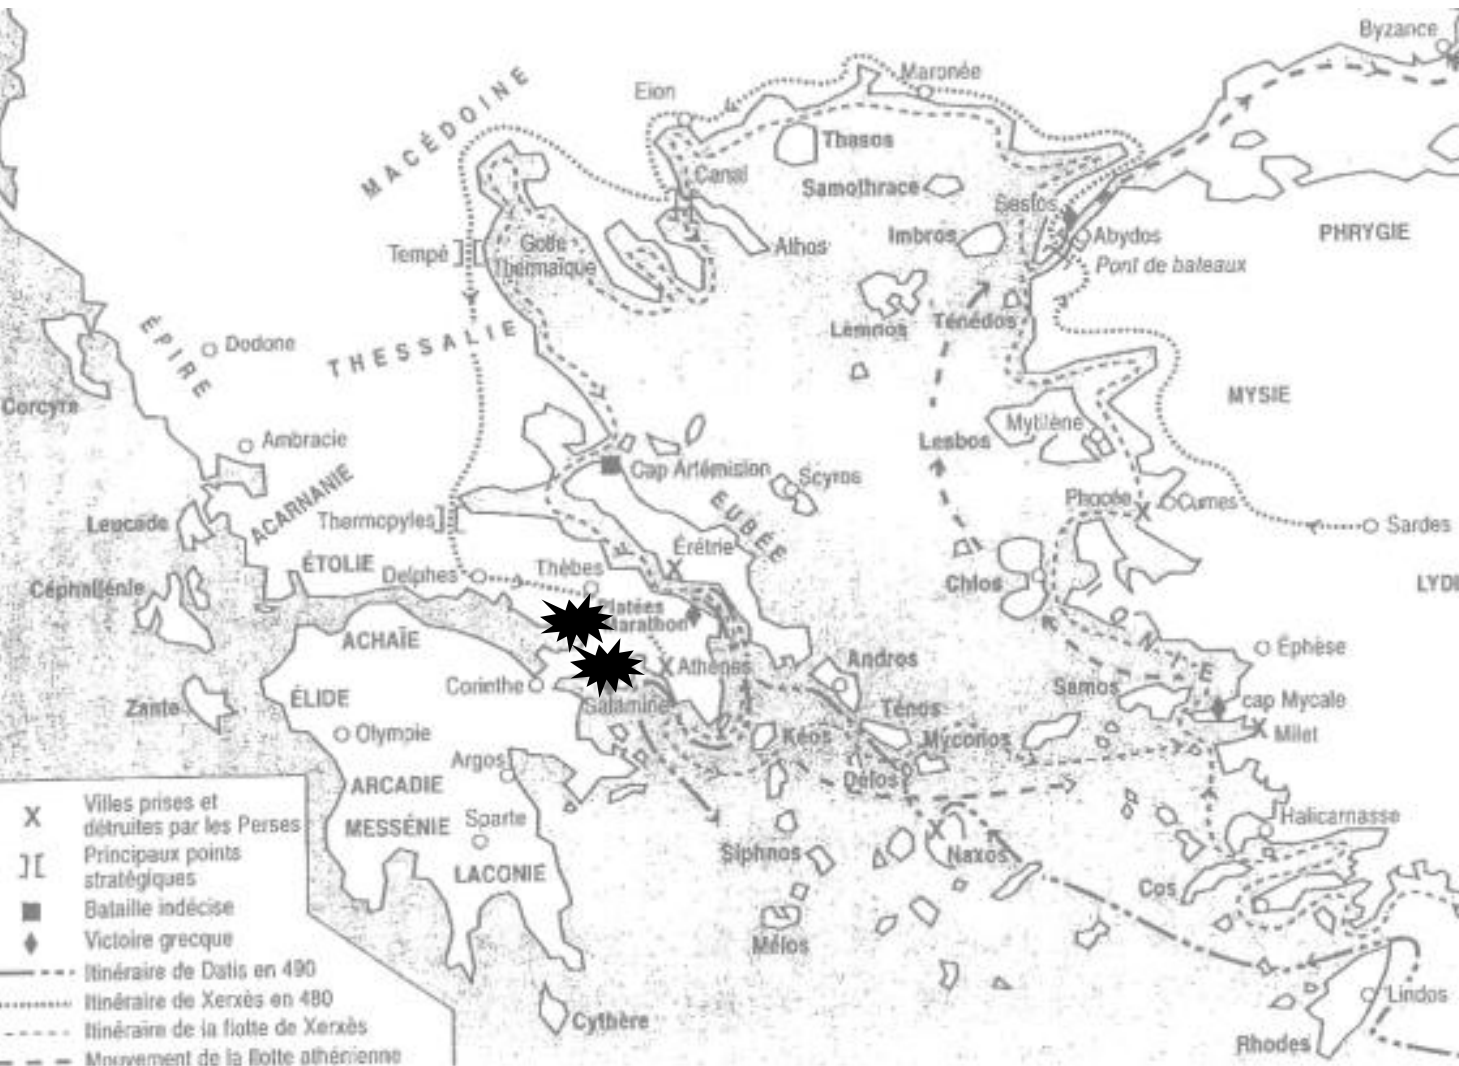 Byzance
Maronée
Eion
MACÉDOINE
Thasos
Canal
Samothrace
Sestos
Imbros
Abydos
PHRYGIE
Athos
Tempé
Golfe
Thermaïque
Pont de bateaux
Lemnos
Ténédos
ÉPIRE
Dodone
THESSALIE
Corcyre
MYSIE
Mytilène
Lesbos
Ambracie
Cap Artémision
Scyros
ACARNANIE
EUBÉE
Phocée
Cumes
Leucade
Thermopyles
Sardes
Érétrie
ÉTOLIE
Delphes
Thèbes
Céphallénie
Chios
LYDI
Platées
Marathon
IONIE
ACHAÏE
Éphèse
Athènes
Andros
Corinthe
Samos
ÉLIDE
Salamine
cap Mycale
Zante
Ténos
Olympie
Kéos
Myconos
Milet
Argos
Délos
ARCADIE
Halicarnasse
MESSÉNIE
Sparte
Siphnos
Naxos
LACONIE
Cos
Mélos
Lindos
Cythère
Rhodes
X Villes prises et
détruites par les Perses
Principaux points
stratégiques
Bataille indécise
Victoire grecque
Itinéraire de Datis en 490
Itinéraire de Xerxès en 480
Itinéraire de la flotte de Xerxès
Mouvement de la flotte athénienne